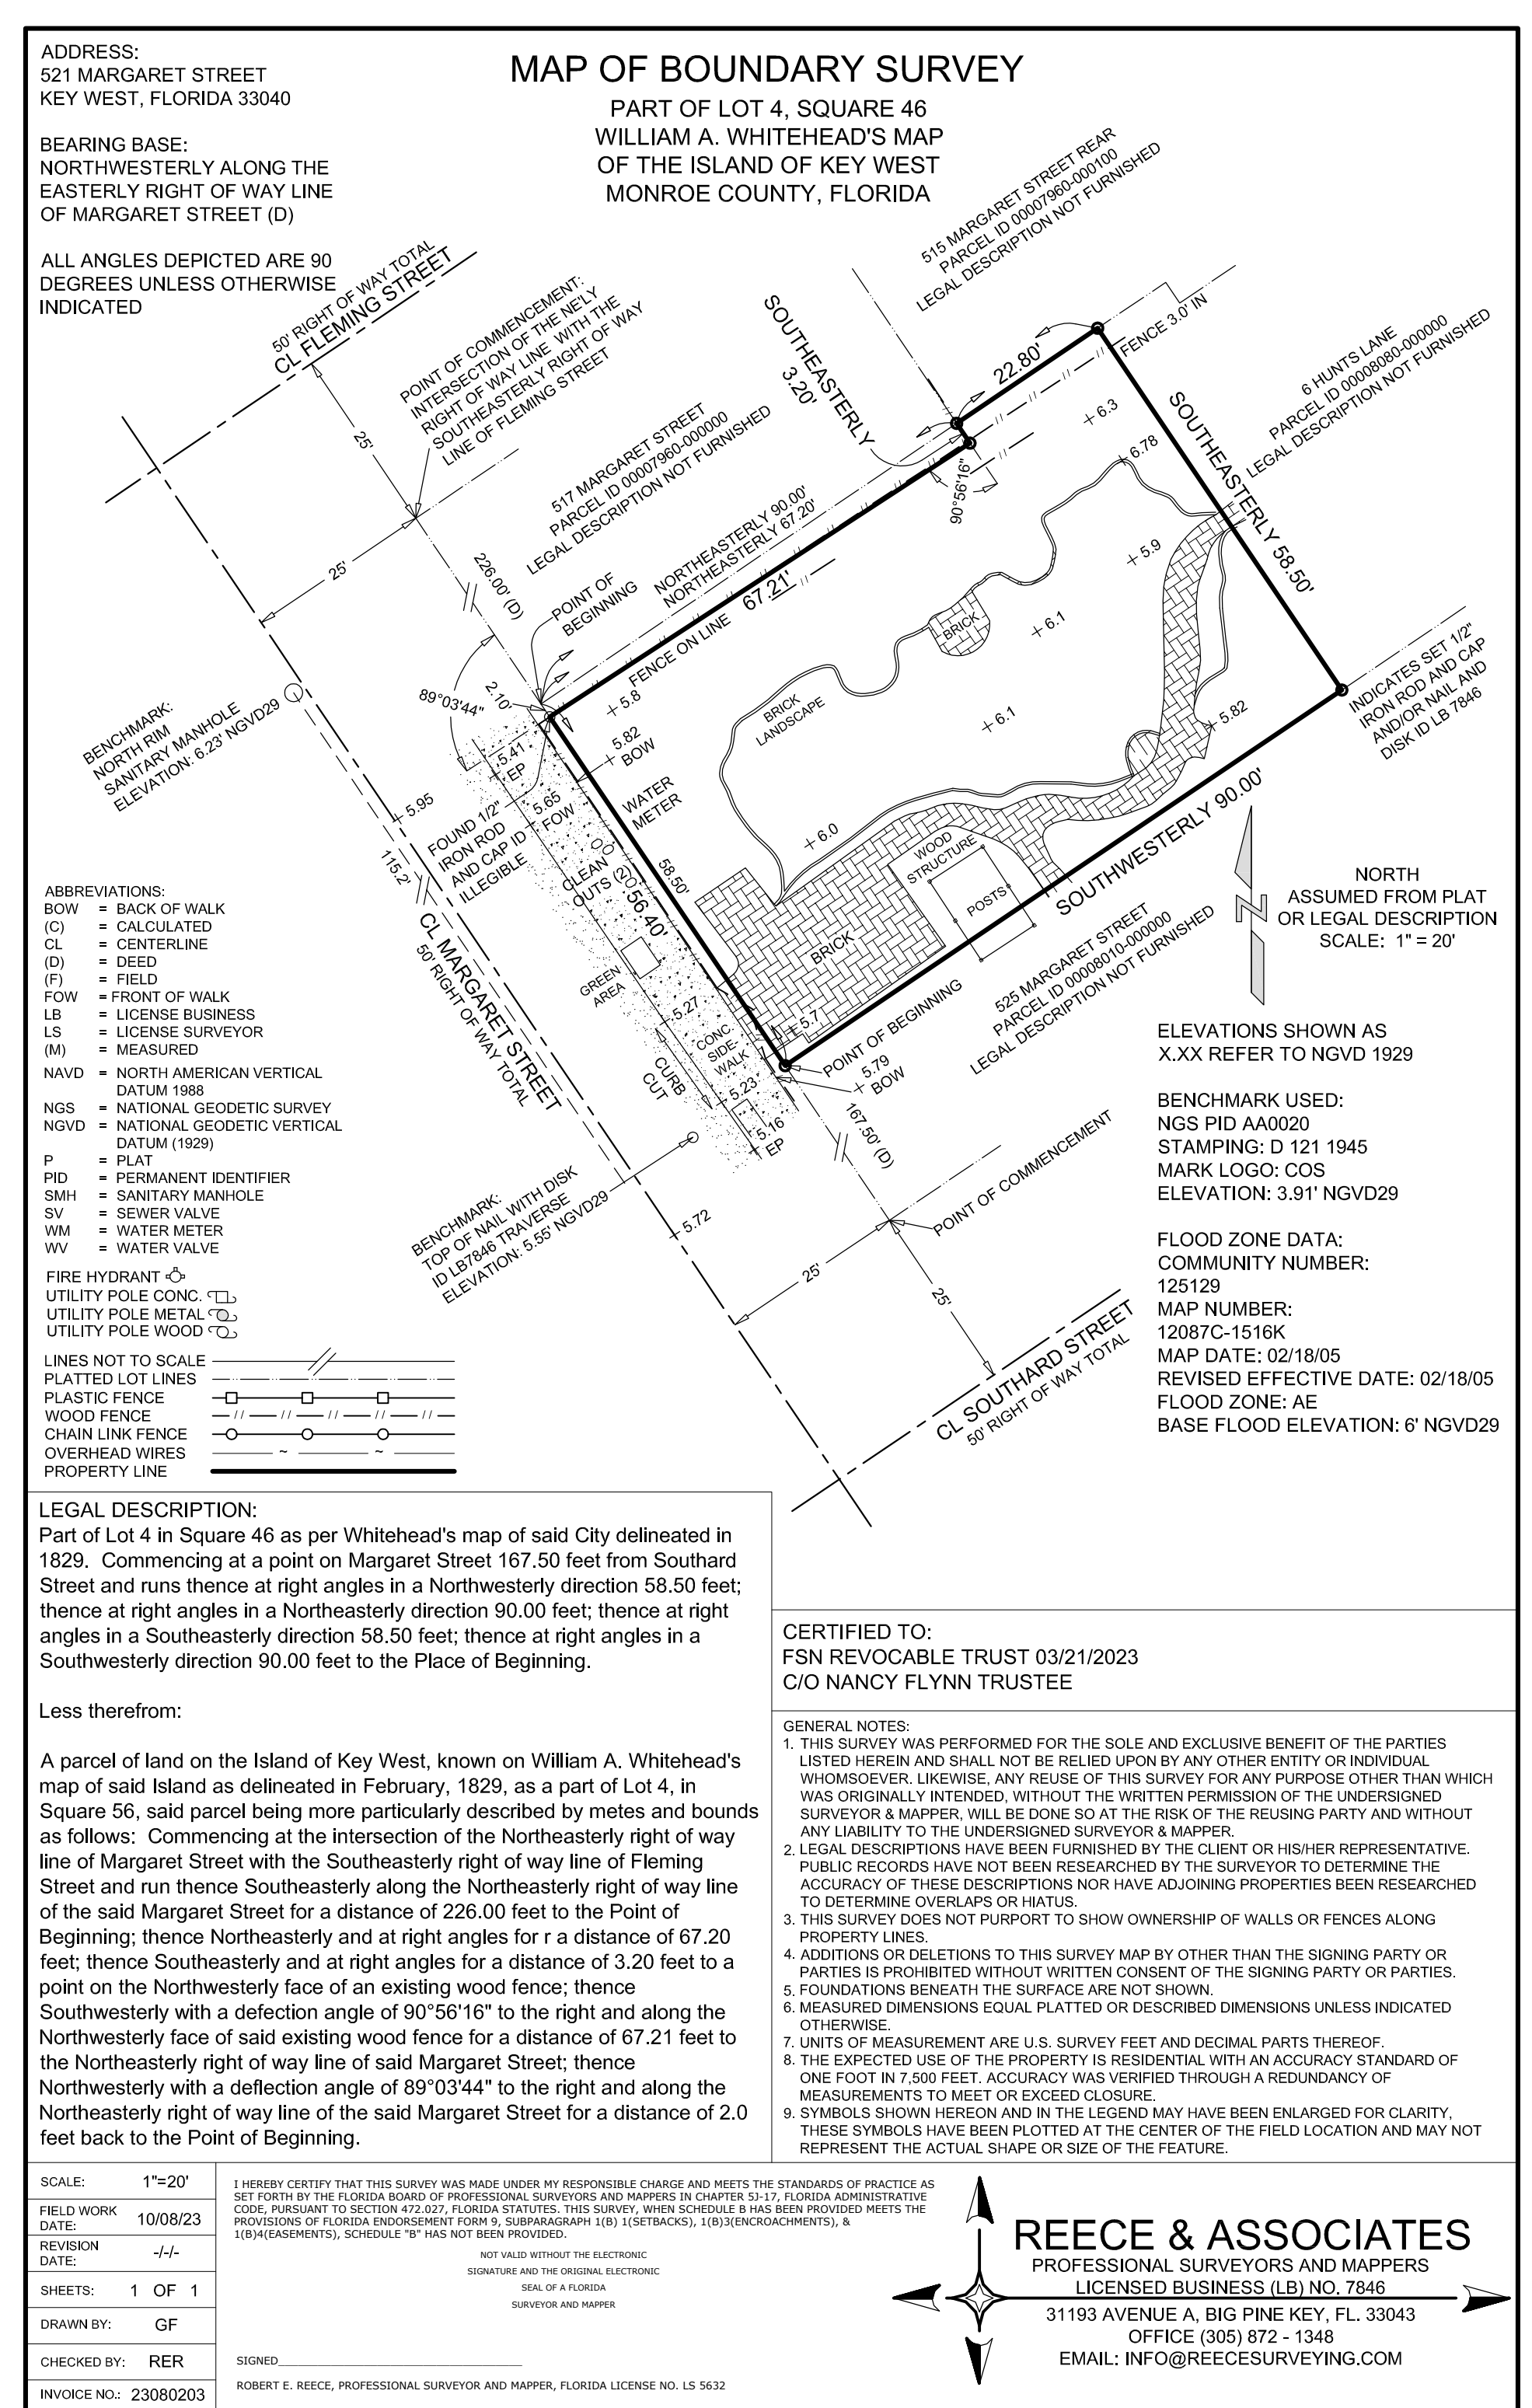 ADDRESS:
521 MARGARET STREET
KEY WEST, FLORIDA 33040
BEARING BASE:
NORTHWESTERLY ALONG THE
EASTERLY RIGHT OF WAY LINE
OF MARGARET STREET (D)
ALL ANGLES DEPICTED ARE 90
DEGREES UNLESS OTHERWISE
INDICATED
MAP OF BOUNDARY SURVEY
PART OF LOT 4, SQUARE 46
WILLIAM A. WHITEHEAD'S MAP
OF THE ISLAND OF KEY WEST
MONROE COUNTY, FLORIDA
50' RIGHT OF WAY TOTAL
CL FLEMING STREET
POINT OF COMMENCEMENT:
INTERSECTION OF THE NE'LY
RIGHT OF WAY LINE WITH THE
SOUTHEASTERLY RIGHT OF WAY
LINE OF FLEMING STREET
515 MARGARET STREET REAR
PARCEL ID 00007960-000100
LEGAL DESCRIPTION NOT FURNISHED
SOUTHEASTERLY
3.20'
22.80'
FENCE 3.0' IN
6 HUNTS LANE
PARCEL ID 00008080-000000
LEGAL DESCRIPTION NOT FURNISHED
517 MARGARET STREET
PARCEL ID 00007960-000000
LEGAL DESCRIPTION NOT FURNISHED
25'
25'
226.00' (D)
POINT OF
BEGINNING
NORTHEASTERLY 90.00'
NORTHEASTERLY 67.20'
67.21'
FENCE ON LINE
90°56'16"
6.3
6.78
5.9
6.1
6.1
6.0
5.8
SOUTHEASTERLY 58.50'
BRICK
BRICK
LANDSCAPE
5.82
INDICATES SET 1/2"
IRON ROD AND CAP
AND/OR NAIL AND
DISK ID LB 7846
89°03'44"
2.10'
BENCHMARK:
NORTH RIM
SANITARY MANHOLE
ELEVATION: 6.23' NGVD29
5.95
5.41
EP
5.82
BOW
5.65
FOW
WATER
METER
FOUND 1/2"
IRON ROD
AND CAP ID
ILLEGIBLE
CLEAN
OUTS (2)
58.50'
56.40'
115.2'
CL MARGARET STREET
50' RIGHT OF WAY TOTAL
GREEN
AREA
5.27
CONC.
SIDE-
WALK
CURB
CUT
5.23
5.16
EP
5.7
BRICK
WOOD
STRUCTURE
POSTS
SOUTHWESTERLY 90.00'
525 MARGARET STREET
PARCEL ID 00008010-000000
LEGAL DESCRIPTION NOT FURNISHED
POINT OF BEGINNING
5.79
BOW
167.50' (D)
POINT OF COMMENCEMENT
BENCHMARK:
TOP OF NAIL WITH DISK
ID LB7846 TRAVERSE
ELEVATION: 5.55' NGVD29
5.72
25'
25'
CL SOUTHARD STREET
50' RIGHT OF WAY TOTAL
N
NORTH
ASSUMED FROM PLAT
OR LEGAL DESCRIPTION
SCALE: 1" = 20'
ELEVATIONS SHOWN AS
X.XX REFER TO NGVD 1929
BENCHMARK USED:
NGS PID AA0020
STAMPING: D 121 1945
MARK LOGO: COS
ELEVATION: 3.91' NGVD29
FLOOD ZONE DATA:
COMMUNITY NUMBER:
125129
MAP NUMBER:
12087C-1516K
MAP DATE: 02/18/05
REVISED EFFECTIVE DATE: 02/18/05
FLOOD ZONE: AE
BASE FLOOD ELEVATION: 6' NGVD29
ABBREVIATIONS:
BOW = BACK OF WALK
(C) = CALCULATED
CL = CENTERLINE
(D) = DEED
(F) = FIELD
FOW = FRONT OF WALK
LB = LICENSE BUSINESS
LS = LICENSE SURVEYOR
(M) = MEASURED
NAVD = NORTH AMERICAN VERTICAL
DATUM 1988
NGS = NATIONAL GEODETIC SURVEY
NGVD = NATIONAL GEODETIC VERTICAL
DATUM (1929)
P = PLAT
PID = PERMANENT IDENTIFIER
SMH = SANITARY MANHOLE
SV = SEWER VALVE
WM = WATER METER
WV = WATER VALVE
FIRE HYDRANT
UTILITY POLE CONC.
UTILITY POLE METAL
UTILITY POLE WOOD
LINES NOT TO SCALE
PLATTED LOT LINES
PLASTIC FENCE
WOOD FENCE
CHAIN LINK FENCE
OVERHEAD WIRES
PROPERTY LINE
LEGAL DESCRIPTION:
Part of Lot 4 in Square 46 as per Whitehead's map of said City delineated in
1829. Commencing at a point on Margaret Street 167.50 feet from Southard
Street and runs thence at right angles in a Northwesterly direction 58.50 feet;
thence at right angles in a Northeasterly direction 90.00 feet; thence at right
angles in a Southeasterly direction 58.50 feet; thence at right angles in a
Southwesterly direction 90.00 feet to the Place of Beginning.
Less therefrom:
A parcel of land on the Island of Key West, known on William A. Whitehead's
map of said Island as delineated in February, 1829, as a part of Lot 4, in
Square 56, said parcel being more particularly described by metes and bounds
as follows: Commencing at the intersection of the Northeasterly right of way
line of Margaret Street with the Southeasterly right of way line of Fleming
Street and run thence Southeasterly along the Northeasterly right of way line
of the said Margaret Street for a distance of 226.00 feet to the Point of
Beginning; thence Northeasterly and at right angles for r a distance of 67.20
feet; thence Southeasterly and at right angles for a distance of 3.20 feet to a
point on the Northwesterly face of an existing wood fence; thence
Southwesterly with a defection angle of 90°56'16" to the right and along the
Northwesterly face of said existing wood fence for a distance of 67.21 feet to
the Northeasterly right of way line of said Margaret Street; thence
Northwesterly with a deflection angle of 89°03'44" to the right and along the
Northeasterly right of way line of the said Margaret Street for a distance of 2.0
feet back to the Point of Beginning.
CERTIFIED TO:
FSN REVOCABLE TRUST 03/21/2023
C/O NANCY FLYNN TRUSTEE
GENERAL NOTES:
1. THIS SURVEY WAS PERFORMED FOR THE SOLE AND EXCLUSIVE BENEFIT OF THE PARTIES
LISTED HEREIN AND SHALL NOT BE RELIED UPON BY ANY OTHER ENTITY OR INDIVIDUAL
WHOMSOEVER. LIKEWISE, ANY REUSE OF THIS SURVEY FOR ANY PURPOSE OTHER THAN WHICH
WAS ORIGINALLY INTENDED, WITHOUT THE WRITTEN PERMISSION OF THE UNDERSIGNED
SURVEYOR & MAPPER, WILL BE DONE SO AT THE RISK OF THE REUSING PARTY AND WITHOUT
ANY LIABILITY TO THE UNDERSIGNED SURVEYOR & MAPPER.
2. LEGAL DESCRIPTIONS HAVE BEEN FURNISHED BY THE CLIENT OR HIS/HER REPRESENTATIVE.
PUBLIC RECORDS HAVE NOT BEEN RESEARCHED BY THE SURVEYOR TO DETERMINE THE
ACCURACY OF THESE DESCRIPTIONS NOR HAVE ADJOINING PROPERTIES BEEN RESEARCHED
TO DETERMINE OVERLAPS OR HIATUS.
3. THIS SURVEY DOES NOT PURPORT TO SHOW OWNERSHIP OF WALLS OR FENCES ALONG
PROPERTY LINES.
4. ADDITIONS OR DELETIONS TO THIS SURVEY MAP BY OTHER THAN THE SIGNING PARTY OR
PARTIES IS PROHIBITED WITHOUT WRITTEN CONSENT OF THE SIGNING PARTY OR PARTIES.
5. FOUNDATIONS BENEATH THE SURFACE ARE NOT SHOWN.
6. MEASURED DIMENSIONS EQUAL PLATTED OR DESCRIBED DIMENSIONS UNLESS INDICATED
OTHERWISE.
7. UNITS OF MEASUREMENT ARE U.S. SURVEY FEET AND DECIMAL PARTS THEREOF.
8. THE EXPECTED USE OF THE PROPERTY IS RESIDENTIAL WITH AN ACCURACY STANDARD OF
ONE FOOT IN 7,500 FEET. ACCURACY WAS VERIFIED THROUGH A REDUNDANCY OF
MEASUREMENTS TO MEET OR EXCEED CLOSURE.
9. SYMBOLS SHOWN HEREON AND IN THE LEGEND MAY HAVE BEEN ENLARGED FOR CLARITY,
THESE SYMBOLS HAVE BEEN PLOTTED AT THE CENTER OF THE FIELD LOCATION AND MAY NOT
REPRESENT THE ACTUAL SHAPE OR SIZE OF THE FEATURE.
SCALE: 1"=20'
FIELD WORK
DATE: 10/08/23
REVISION
DATE: -/-/-
SHEETS: 1 OF 1
DRAWN BY: GF
CHECKED BY: RER
INVOICE NO.: 23080203
I HEREBY CERTIFY THAT THIS SURVEY WAS MADE UNDER MY RESPONSIBLE CHARGE AND MEETS THE STANDARDS OF PRACTICE AS
SET FORTH BY THE FLORIDA BOARD OF PROFESSIONAL SURVEYORS AND MAPPERS IN CHAPTER 5J-17, FLORIDA ADMINISTRATIVE
CODE, PURSUANT TO SECTION 472.027, FLORIDA STATUTES. THIS SURVEY, WHEN SCHEDULE B HAS BEEN PROVIDED MEETS THE
PROVISIONS OF FLORIDA ENDORSEMENT FORM 9, SUBPARAGRAPH 1(B) 1(SETBACKS), 1(B)3(ENCROACHMENTS), &
1(B)4(EASEMENTS), SCHEDULE "B" HAS NOT BEEN PROVIDED.
NOT VALID WITHOUT THE ELECTRONIC
SIGNATURE AND THE ORIGINAL ELECTRONIC
SEAL OF A FLORIDA
SURVEYOR AND MAPPER
SIGNED
ROBERT E. REECE, PROFESSIONAL SURVEYOR AND MAPPER, FLORIDA LICENSE NO. LS 5632
REECE & ASSOCIATES
PROFESSIONAL SURVEYORS AND MAPPERS
LICENSED BUSINESS (LB) NO. 7846
31193 AVENUE A, BIG PINE KEY, FL. 33043
OFFICE (305) 872 - 1348
EMAIL: INFO@REECESURVEYING.COM